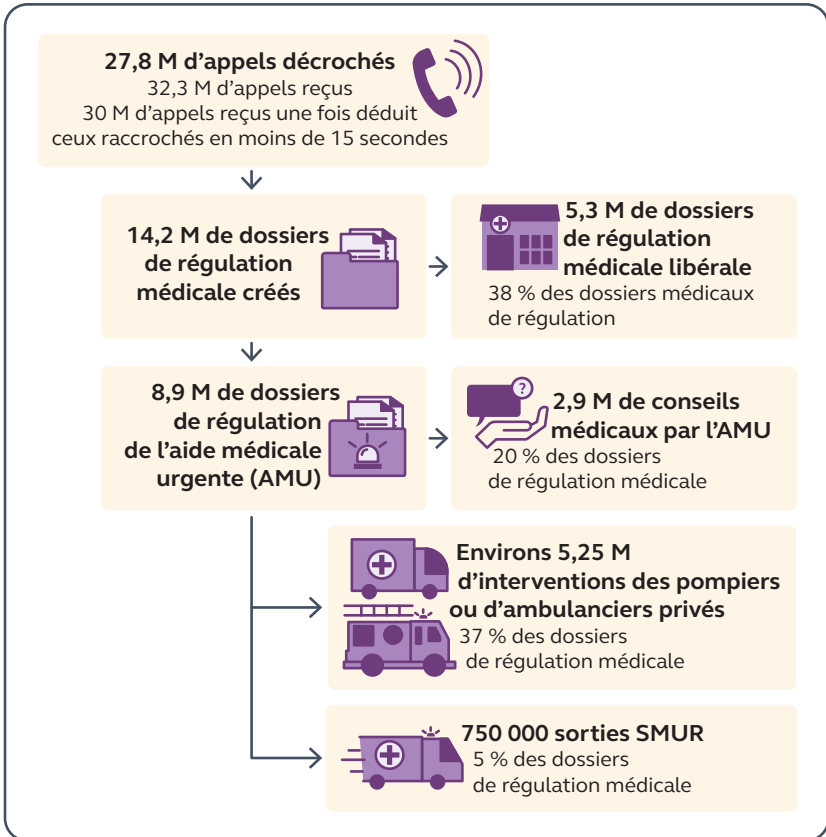 27,8 M d’appels décrochés
32,3 M d’appels reçus
30 M d’appels reçus une fois déduit
ceux raccrochés en moins de 15 secondes
14,2 M de dossiers
de régulation
médicale créés
5,3 M de dossiers
de régulation
médicale libérale
38 % des dossiers médicaux
de régulation
8,9 M de dossiers
de régulation
de l’aide médicale
urgente (AMU)
?
2,9 M de conseils
médicaux par l’AMU
20 % des dossiers
de régulation médicale
Environs 5,25 M
d’interventions des pompiers
ou d’ambulanciers privés
37 % des dossiers
de régulation médicale
750 000 sorties SMUR
5 % des dossiers
de régulation médicale